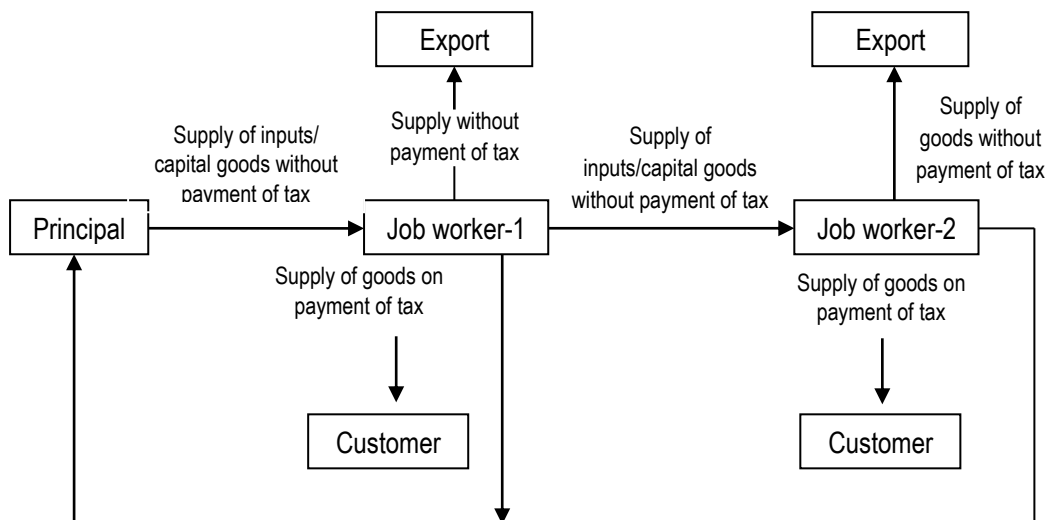 Export
Export
Supply of inputs/
capital goods without
payment of tax
Supply without
payment of tax
Supply of
inputs/capital goods
without payment of tax
Supply of
goods without
payment of tax
Principal
Job worker-1
Job worker-2
Supply of goods on
payment of tax
Supply of goods on
payment of tax
Customer
Customer